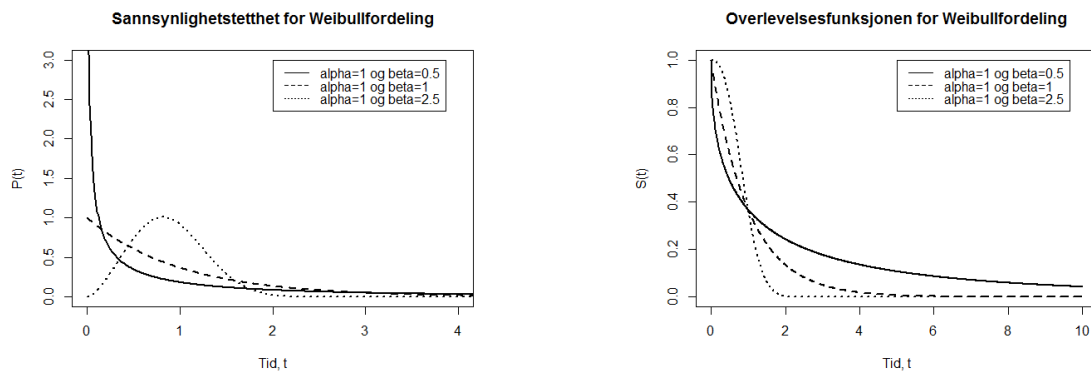 Sannsynlighetstetthet for Weibullfordeling
P(t)
3.0
2.5
2.0
1.5
1.0
0.5
0.0
alpha=1 og beta=0.5
alpha=1 og beta=1
alpha=1 og beta=2.5
0 1 2 3 4
Tid, t
Overlevelsesfunksjonen for Weibullfordeling
S(t)
1.0
0.8
0.6
0.4
0.2
0.0
alpha=1 og beta=0.5
alpha=1 og beta=1
alpha=1 og beta=2.5
0 2 4 6 8 10
Tid, t